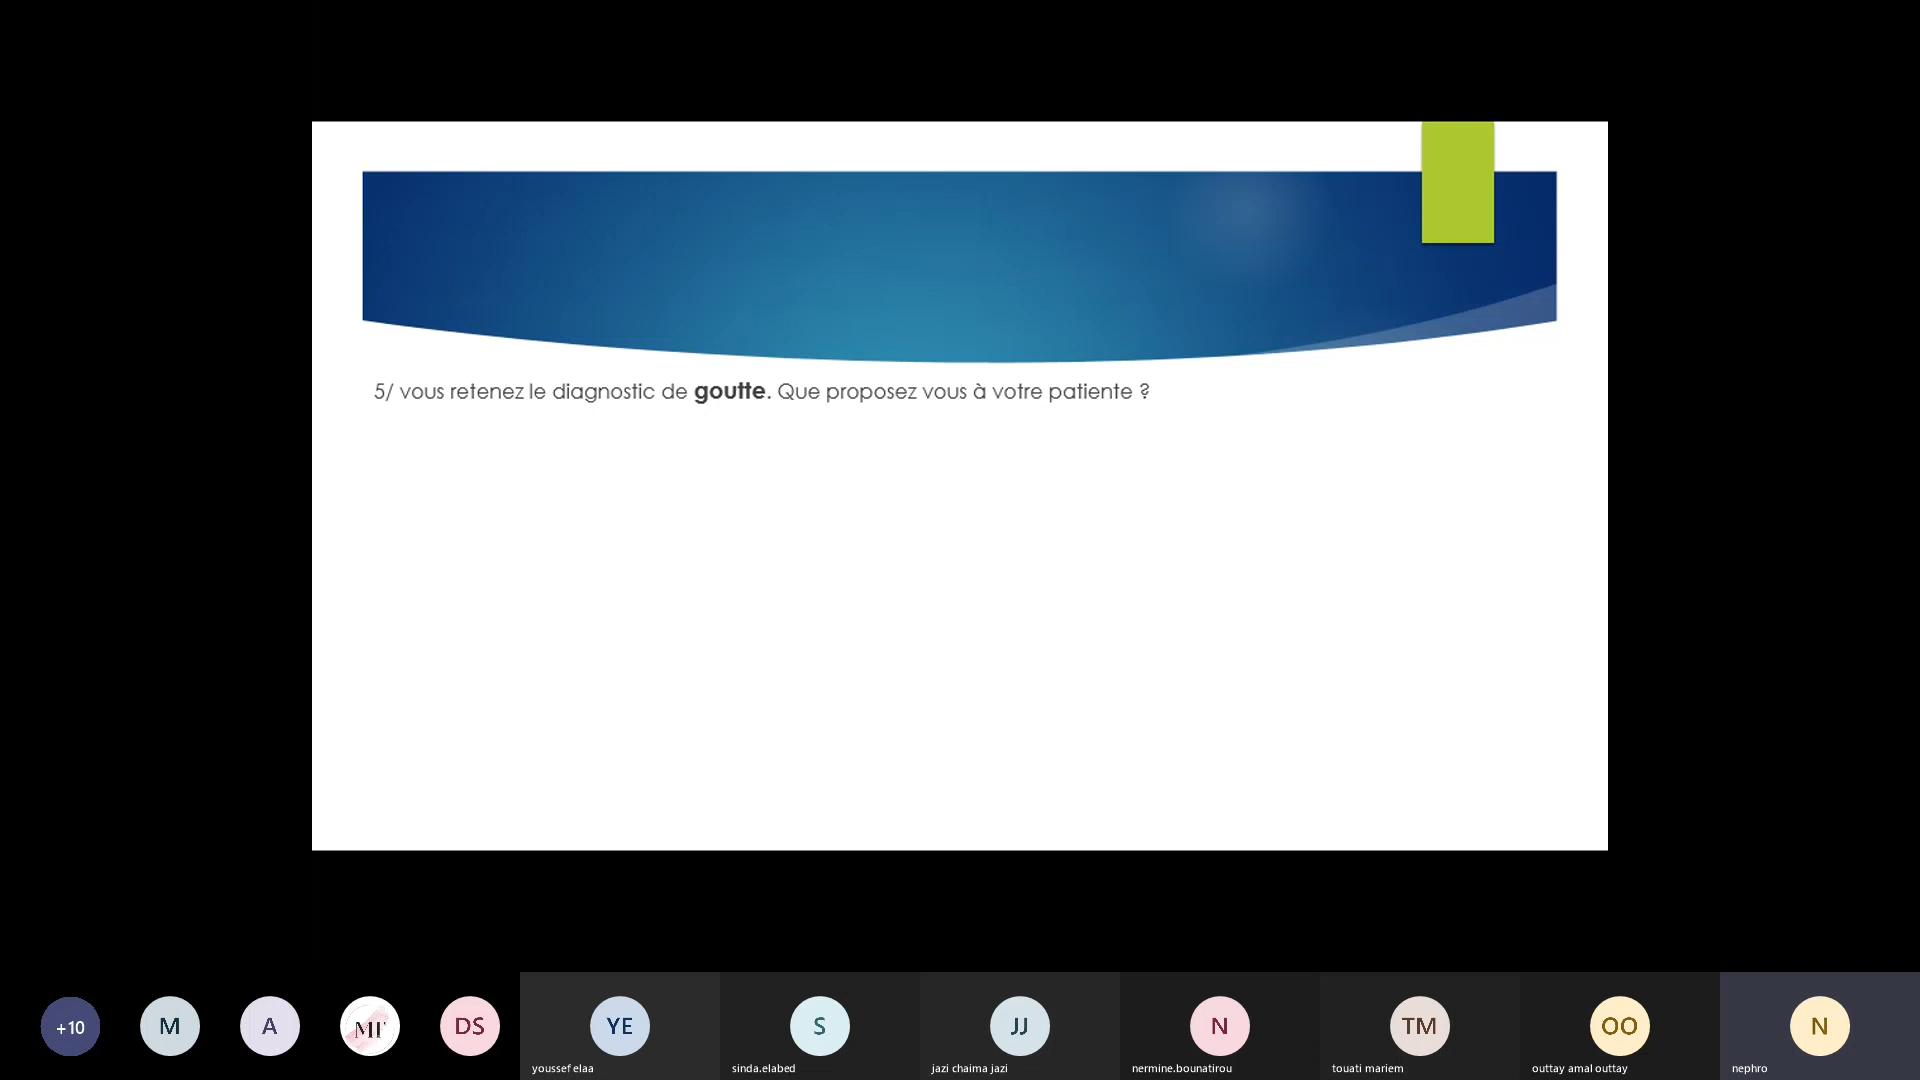 5/ vous retenez le diagnostic de goutte. Que proposez vous à votre patiente ?
+10
M
A
MF
DS
YE
S
JJ
N
TM
OO
N
youssef elaa
sinda.elabed
jazi chaima jazi
nermine.bounatirou
touati mariem
outtay amal outtay
nephro